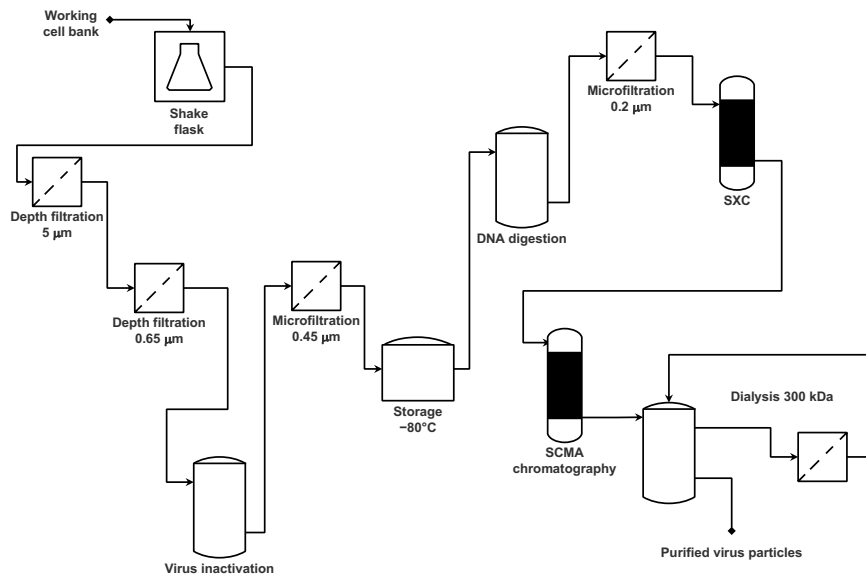 Working
cell bank
Shake
flask
Depth filtration
5 μm
Depth filtration
0.65 μm
Virus inactivation
Microfiltration
0.45 μm
Storage
−80°C
DNA digestion
Microfiltration
0.2 μm
SXC
SCMA
chromatography
Dialysis 300 kDa
Purified virus particles